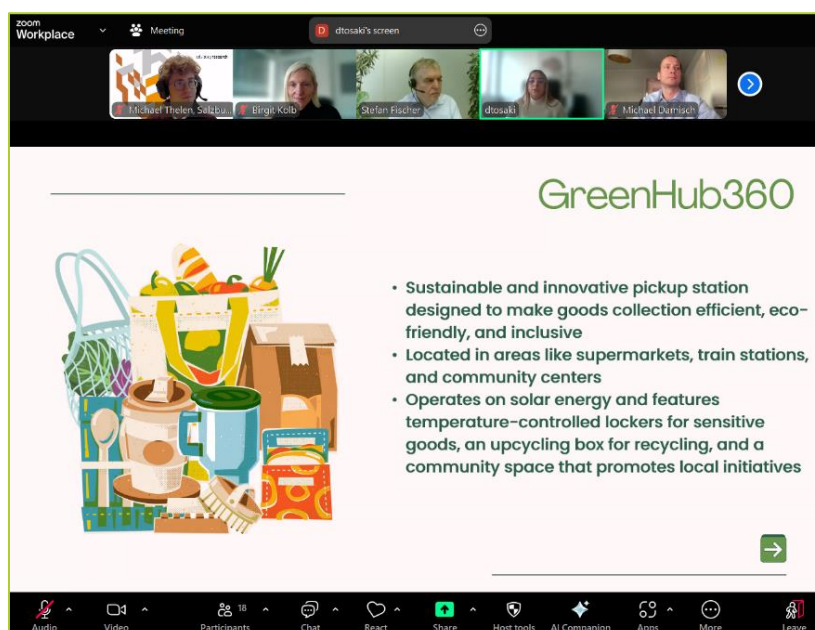 zoom
Workplace
Meeting
D dtosaki's screen
Michael Thelen, Salzbu...
Birgit Kolb
Stefan Fischer
dtosaki
Michael Damisch
GreenHub360
• Sustainable and innovative pickup station
designed to make goods collection efficient, eco-
friendly, and inclusive
• Located in areas like supermarkets, train stations,
and community centers
• Operates on solar energy and features
temperature-controlled lockers for sensitive
goods, an upcycling box for recycling, and a
community space that promotes local initiatives
18
Audio
Video
Participants
Chat
React
Share
Host tools
AI Companion
Apps
More
Leave